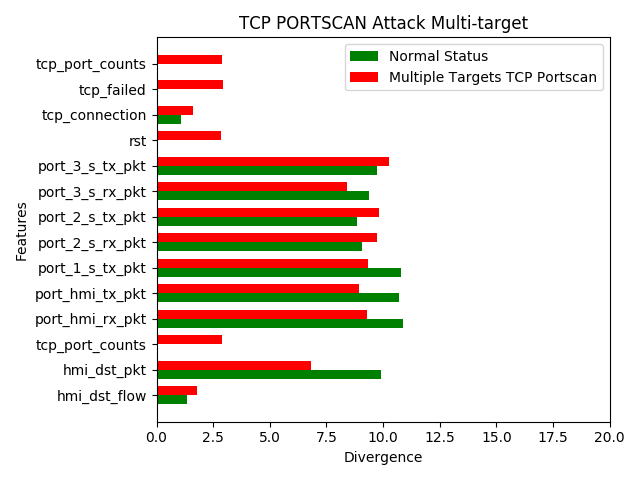 TCP PORTSCAN Attack Multi-target
Normal Status
Multiple Targets TCP Portscan
Features
tcp_port_counts
tcp_failed
tcp_connection
rst
port_3_s_tx_pkt
port_3_s_rx_pkt
port_2_s_tx_pkt
port_2_s_rx_pkt
port_1_s_tx_pkt
port_hmi_tx_pkt
port_hmi_rx_pkt
tcp_port_counts
hmi_dst_pkt
hmi_dst_flow
0.0 2.5 5.0 7.5 10.0 12.5 15.0 17.5 20.0
Divergence